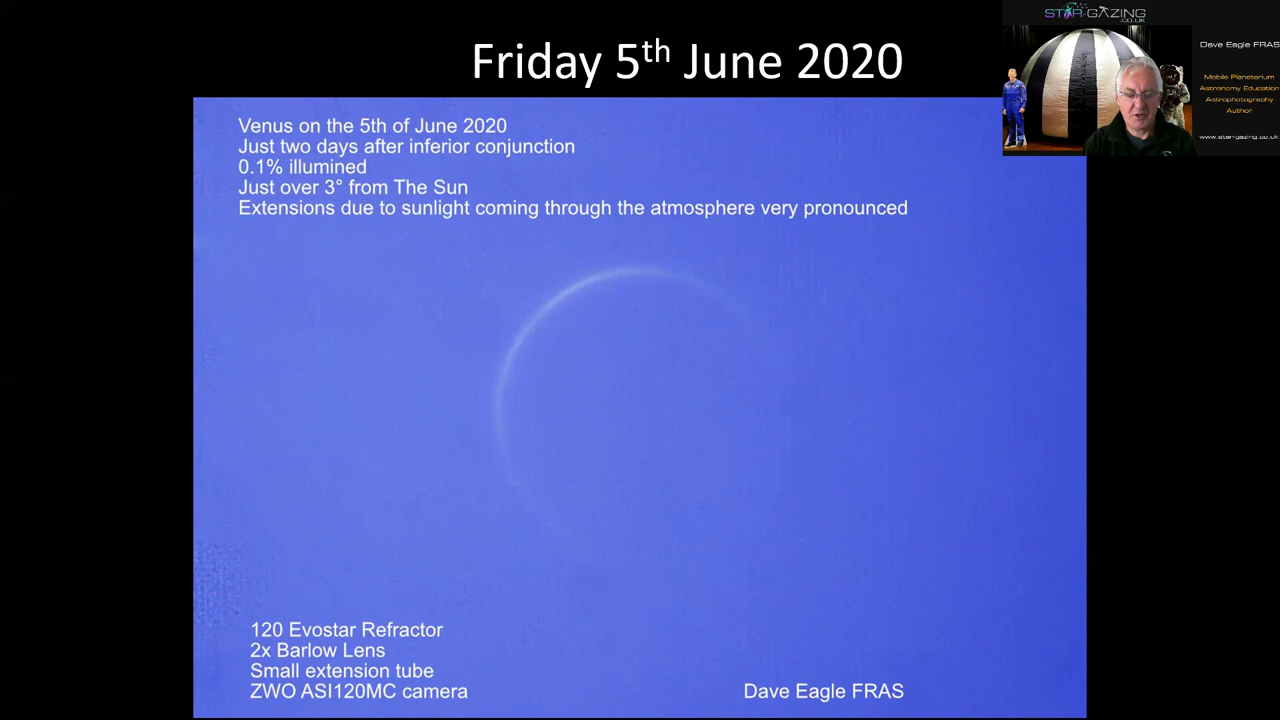 Friday 5th June 2020
STAR-GAZING
.CO.UK
Dave Eagle FRAS
Mobile Planetarium
Astronomy Education
Astrophotography
Author
www.star-gazing.co.uk
Venus on the 5th of June 2020
Just two days after inferior conjunction
0.1% illumined
Just over 3° from The Sun
Extensions due to sunlight coming through the atmosphere very pronounced
120 Evostar Refractor
2x Barlow Lens
Small extension tube
ZWO ASI120MC camera
Dave Eagle FRAS